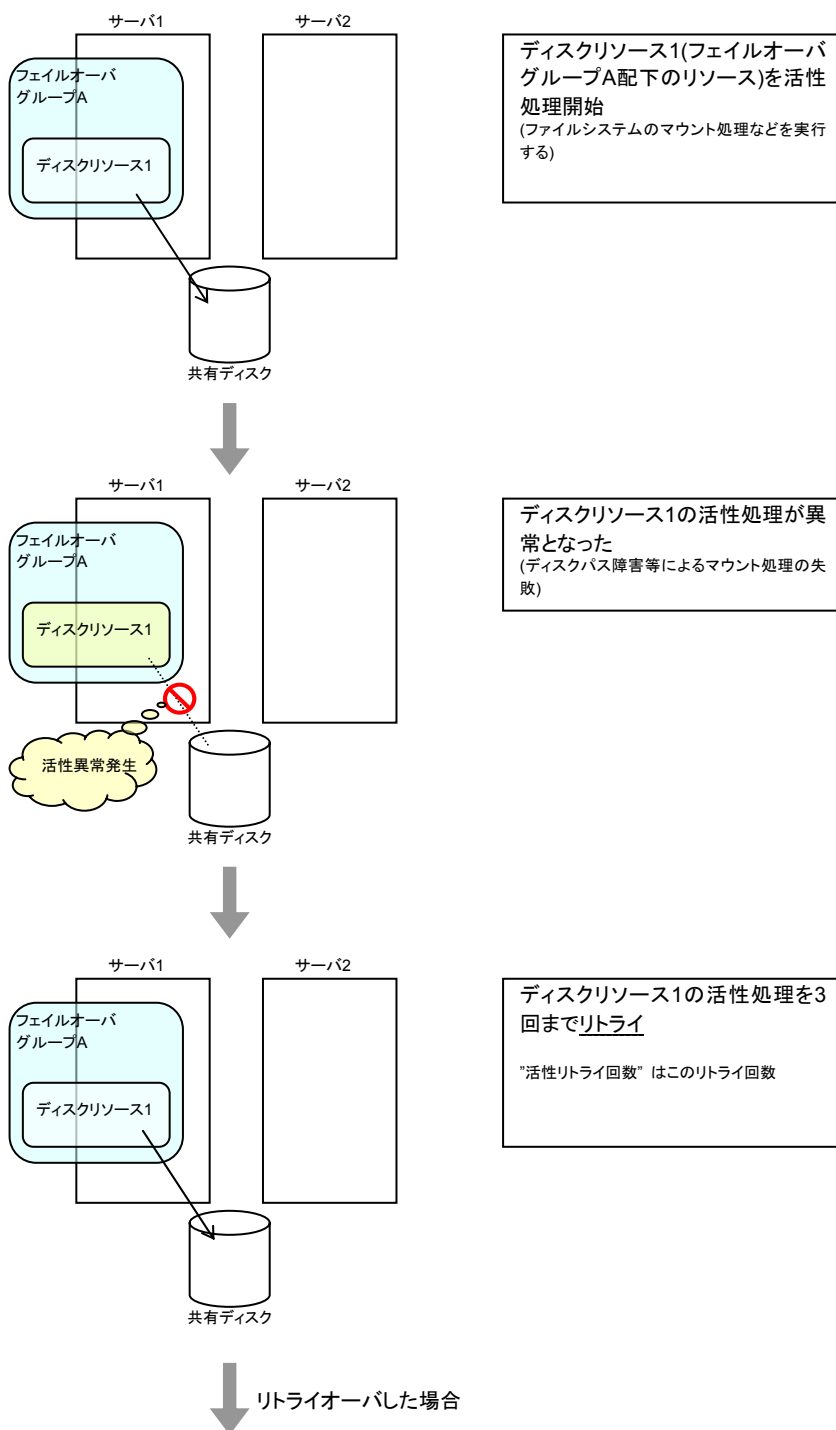 サーバ1
サーバ2
フェイルオーバ
グループA
ディスクリソース1
共有ディスク
ディスクリソース1(フェイルオーバ
グループA配下のリソース)を活性
処理開始
(ファイルシステムのマウント処理などを実行
する)
サーバ1
サーバ2
フェイルオーバ
グループA
ディスクリソース1
活性異常発生
共有ディスク
ディスクリソース1の活性処理が異
常となった
(ディスクパス障害等によるマウント処理の失
敗)
サーバ1
サーバ2
フェイルオーバ
グループA
ディスクリソース1
共有ディスク
ディスクリソース1の活性処理を3
回までリトライ
”活性リトライ回数” はこのリトライ回数
リトライオーバした場合